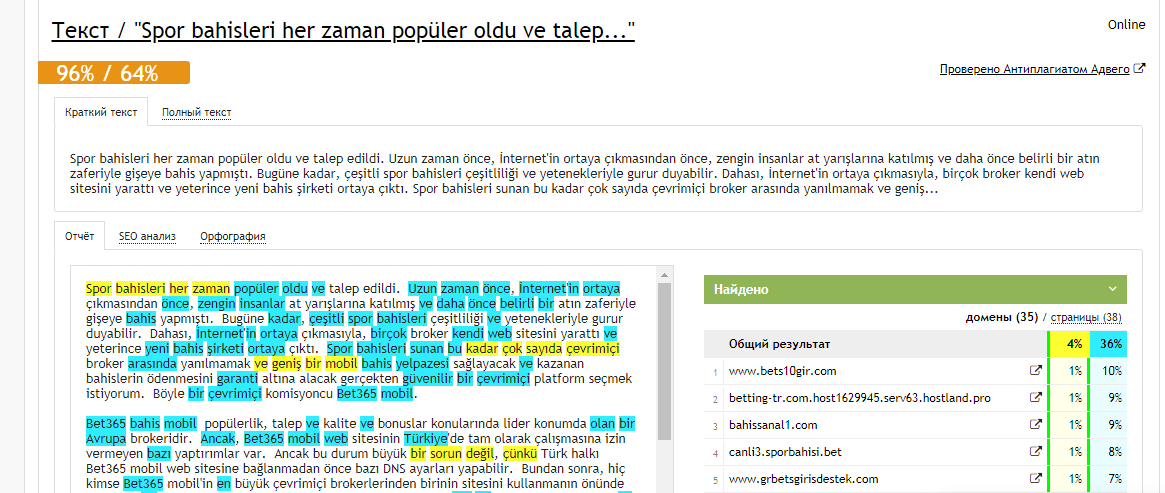 Текст / "Spor bahisleri her zaman popüler oldu ve talep..."
Online
96% / 64%
Проверено Антиплагиатом Адвего
Краткий текст
Полный текст
Spor bahisleri her zaman popüler oldu ve talep edildi. Uzun zaman önce, İnternet'in ortaya çıkmasından önce, zengin insanlar at yarışlarına katılmış ve daha önce belirli bir atın
zaferiyle gişeye bahis yapmıştı. Bugüne kadar, çeşitli spor bahisleri çeşitliliği ve yetenekleriyle gurur duyabilir. Dahası, İnternet'in ortaya çıkmasıyla, birçok broker kendi web
sitesini yarattı ve yeterince yeni bahis şirketi ortaya çıktı. Spor bahisleri sunan bu kadar çok sayıda çevrimiçi broker arasında yanılmamak ve geniş...
Отчёт
SEO анализ
Орфография
Spor bahisleri her zaman popüler oldu ve talep edildi. Uzun zaman önce, İnternet'in ortaya
çıkmasından önce, zengin insanlar at yarışlarına katılmış ve daha önce belirli bir atın zaferiyle
gişeye bahis yapmıştı. Bugüne kadar, çeşitli spor bahisleri çeşitliliği ve yetenekleriyle gurur
duyabilir. Dahası, İnternet'in ortaya çıkmasıyla, birçok broker kendi web sitesini yarattı ve
yeterince yeni bahis şirketi ortaya çıktı. Spor bahisleri sunan bu kadar çok sayıda çevrimiçi
broker arasında yanılmamak ve geniş bir mobil bahis yelpazesi sağlayacak ve kazanan
bahislerin ödenmesini garanti altına alacak gerçekten güvenilir bir çevrimiçi platform seçmek
istiyorum. Böyle bir çevrimiçi komisyoncu Bet365 mobil.
Bet365 bahis mobil popülerlik, talep ve kalite ve bonuslar konularında lider konumda olan bir
Avrupa brokeridir. Ancak, Bet365 mobil web sitesinin Türkiye'de tam olarak çalışmasına izin
vermeyen bazı yaptırımlar var. Ancak bu durum büyük bir sorun değil, çünkü Türk halkı
Bet365 mobil web sitesine bağlanmadan önce bazı DNS ayarları yapabilir. Bundan sonra, hiç
kimse Bet365 mobil'in en büyük çevrimiçi brokerlerinden birinin sitesini kullanmanın önünde
Найдено
домены (35) / страницы (38)
Общий результат 4% 36%
1 www.bets10gir.com 1% 10%
2 betting-tr.com.host1629945.serv63.hostland.pro 1% 9%
3 bahissanal1.com 1% 9%
4 canli3.sporbahisi.bet 1% 8%
5 www.grbetsgirisdestek.com 1% 7%